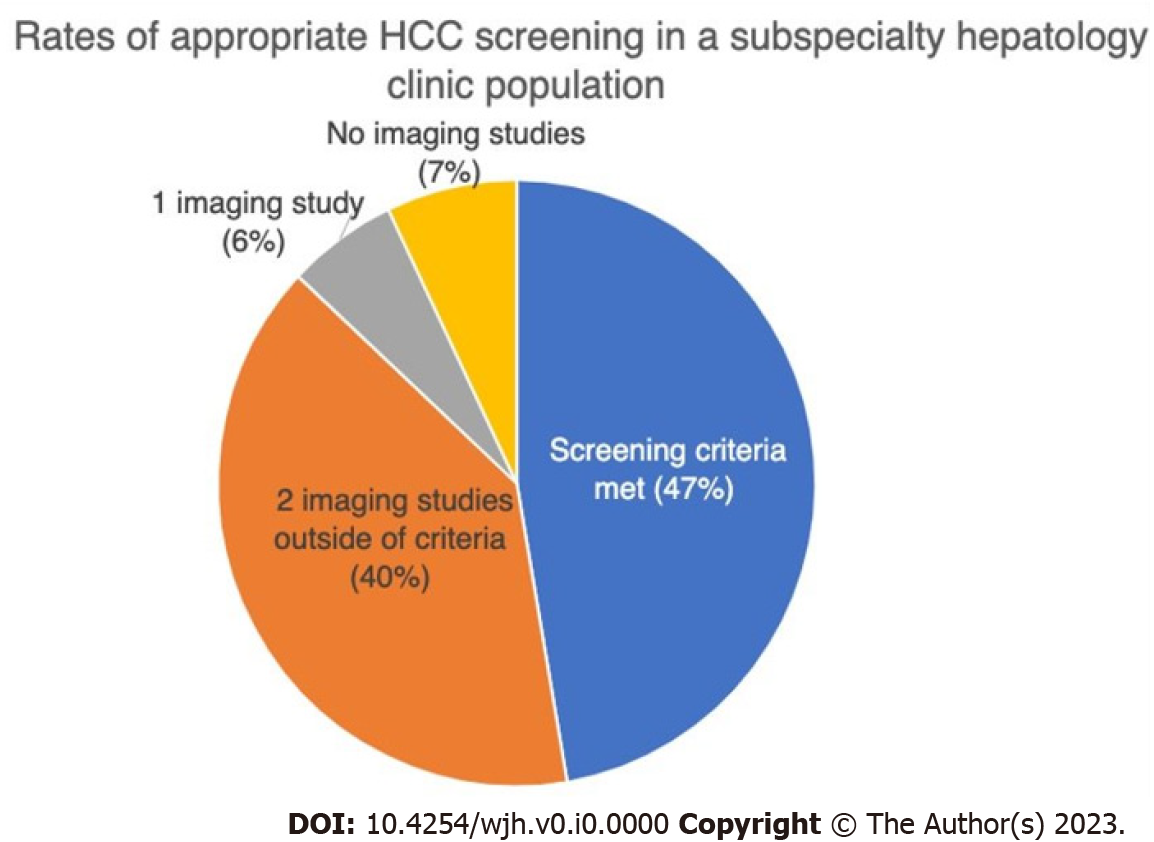 Rates of appropriate HCC screening in a subspecialty hepatology
clinic population
No imaging studies
(7%)
1 imaging study
(6%)
Screening criteria
met (47%)
2 imaging studies
outside of criteria
(40%)
DOI: 10.4254/wjh.v0.i0.0000 Copyright © The Author(s) 2023.